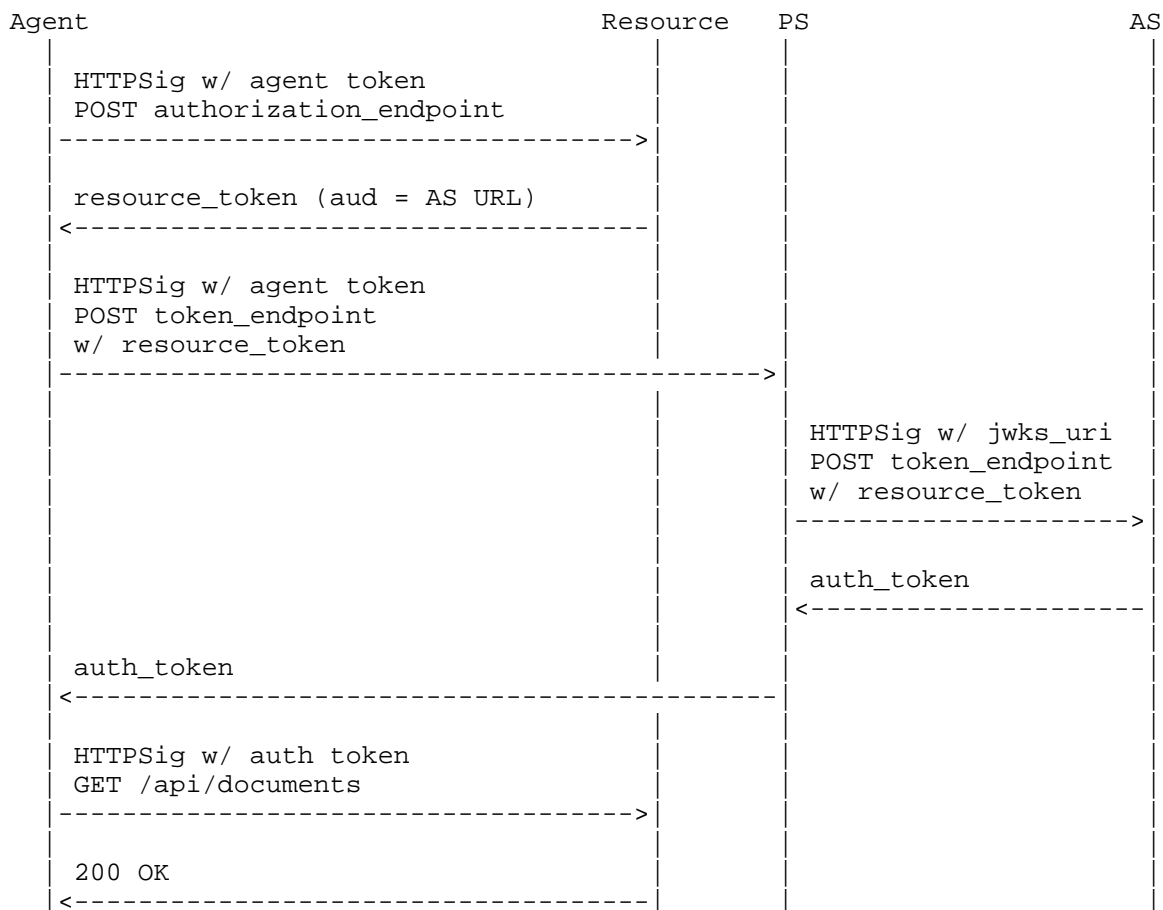 Agent Resource PS AS
HTTPSig w/ agent token
POST authorization_endpoint
resource_token (aud = AS URL)
HTTPSig w/ agent token
POST token_endpoint
w/ resource_token
HTTPSig w/ jwks_uri
POST token_endpoint
w/ resource_token
auth_token
auth_token
HTTPSig w/ auth token
GET /api/documents
200 OK